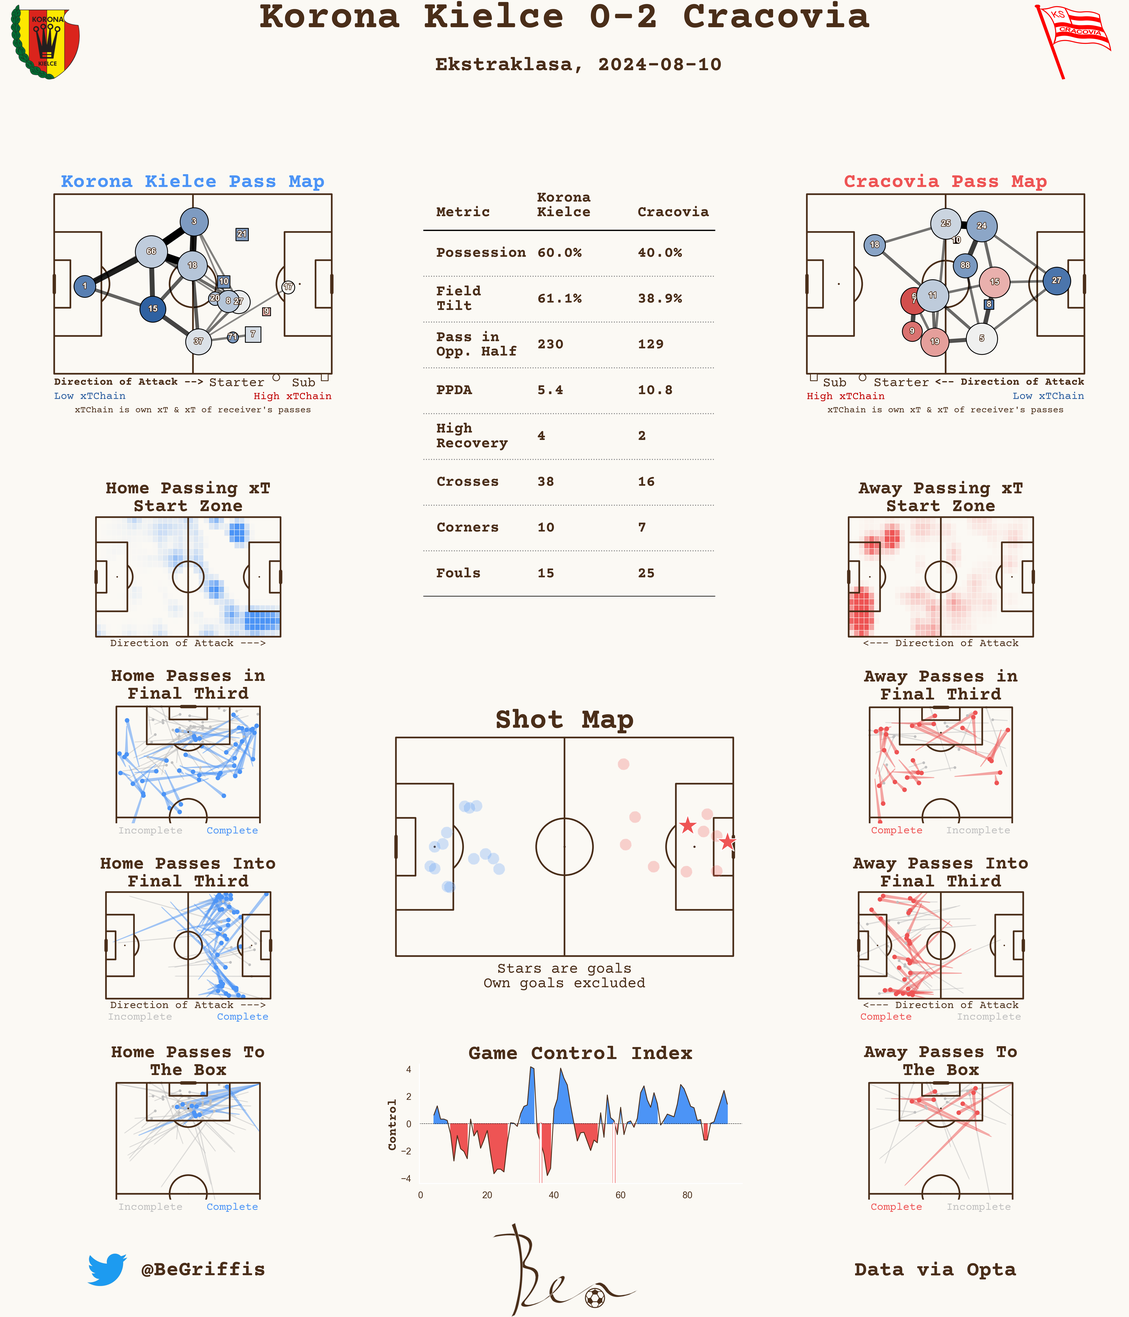 Korona Kielce 0-2 Cracovia
Ekstraklasa, 2024-08-10
KORONA
KIELCE
KS
CRACOVIA
Korona Kielce Pass Map
3
21
66
18
1
10
20
8
27
17
15
9
37
71
7
Direction of Attack --> Starter Sub
Low xTChain High xTChain
xTChain is own xT & xT of receiver's passes
Metric Korona Kielce Cracovia
Possession 60.0% 40.0%
Field Tilt 61.1% 38.9%
Pass in Opp. Half 230 129
PPDA 5.4 10.8
High Recovery 4 2
Crosses 38 16
Corners 10 7
Fouls 15 25
Cracovia Pass Map
25
24
18
10
88
15
27
11
7
8
9
19
5
Sub Starter <-- Direction of Attack
High xTChain Low xTChain
xTChain is own xT & xT of receiver's passes
Home Passing xT
Start Zone
Direction of Attack --->
Away Passing xT
Start Zone
<--- Direction of Attack
Home Passes in
Final Third
Incomplete Complete
Away Passes in
Final Third
Complete Incomplete
Shot Map
Stars are goals
Own goals excluded
Home Passes Into
Final Third
Direction of Attack --->
Incomplete Complete
Away Passes Into
Final Third
<--- Direction of Attack
Complete Incomplete
Home Passes To
The Box
Incomplete Complete
Game Control Index
Control
4
2
0
−2
−4
0 20 40 60 80
Away Passes To
The Box
Complete Incomplete
@BeGriffis
Ben
Data via Opta